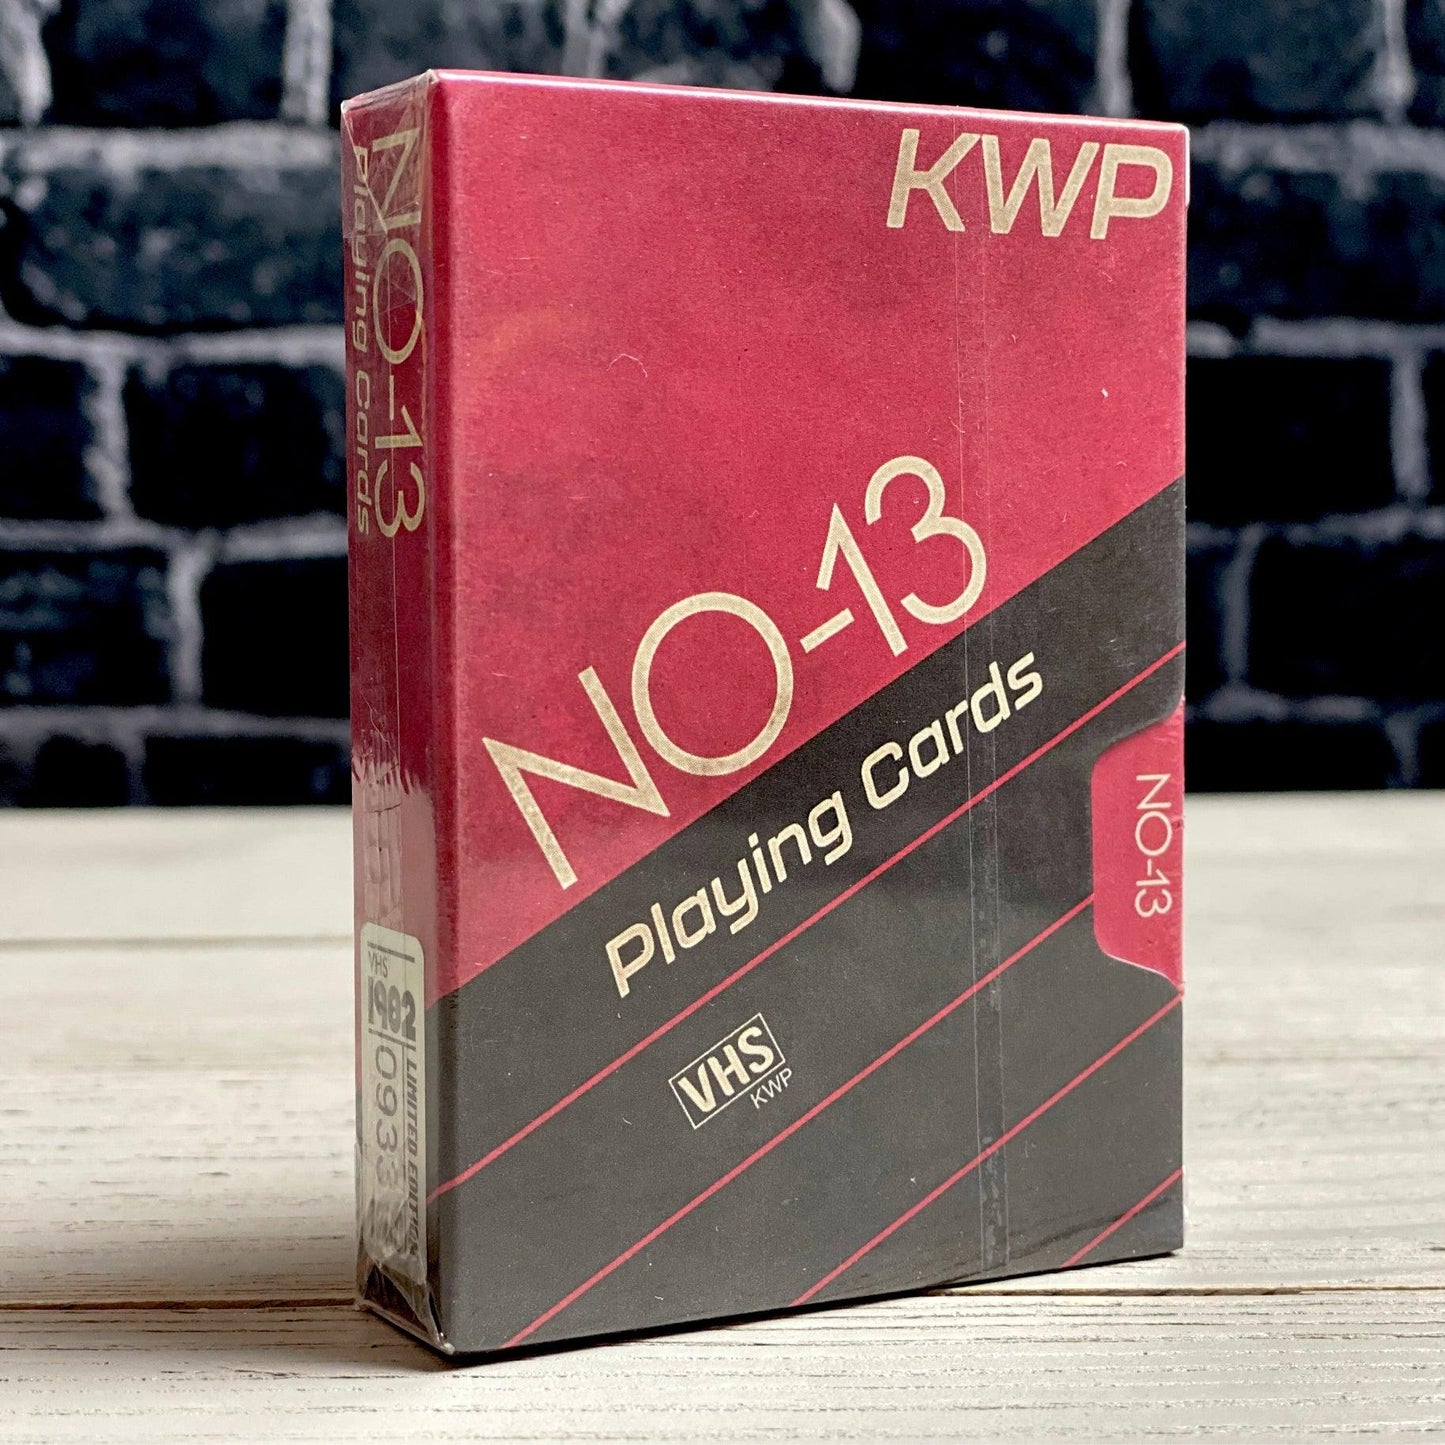 KWP
NO-13
Playing Cards
NO-13
VHS
KWP
NO-13
Playing Cards
VHS
1982
0933
LIMITED EDITION